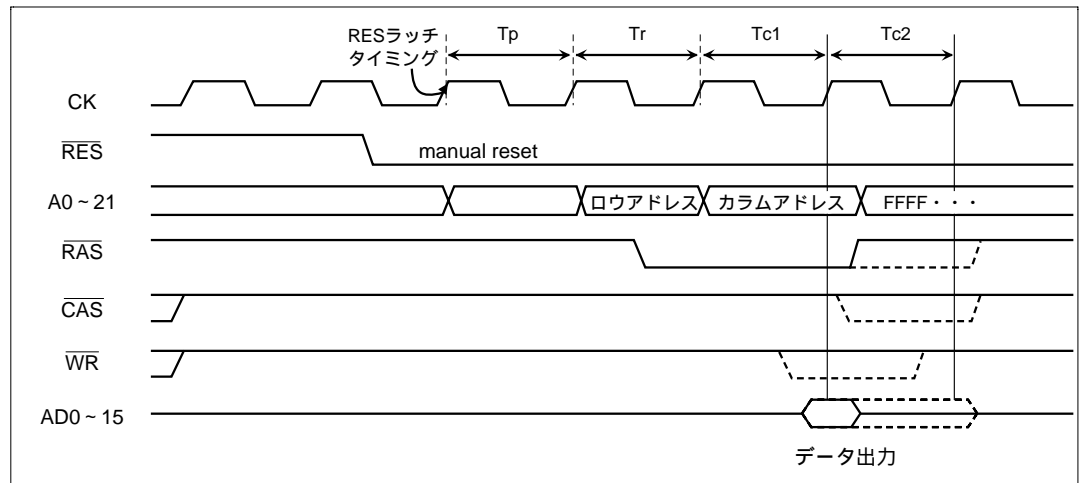 RESラッチ
タイミング
Tp
Tr
Tc1
Tc2
CK
RES
manual reset
A0~21
ロウアドレス
カラムアドレス
FFFF・・・
RAS
CAS
WR
AD0~15
データ出力